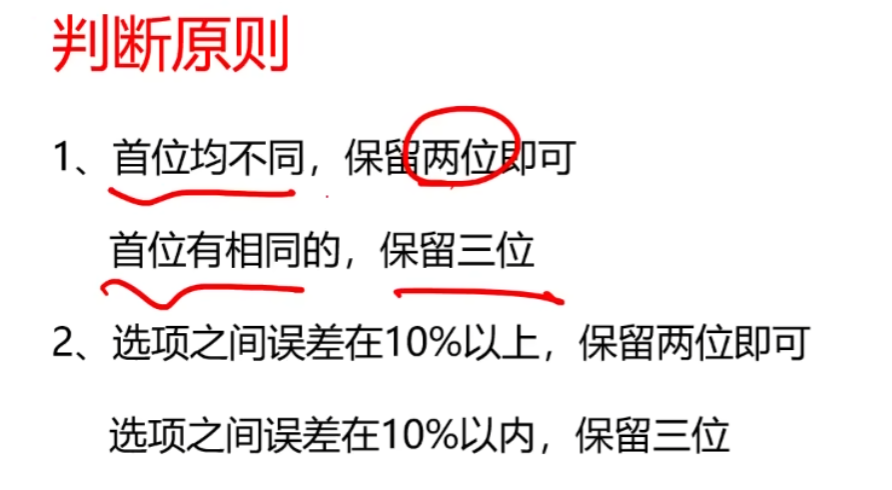 判断原则
1、首位均不同，保留两位即可
首位有相同的，保留三位
2、选项之间误差在10%以上，保留两位即可
选项之间误差在10%以内，保留三位